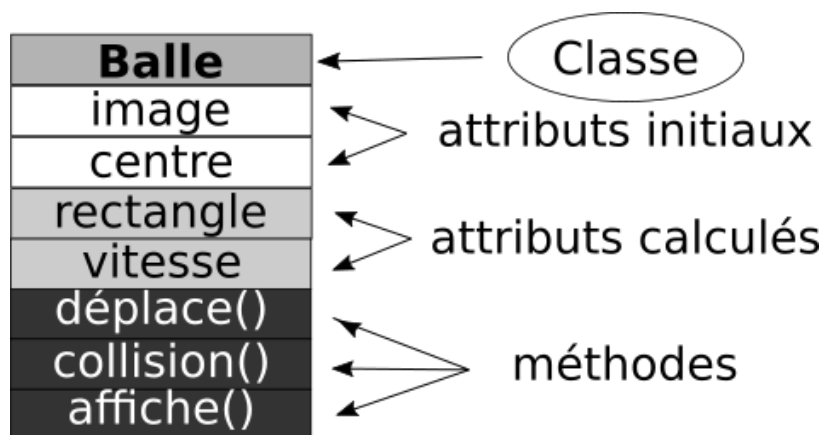 Balle
Classe
image
attributs initiaux
centre
rectangle
attributs calculés
vitesse
déplace()
collision()
méthodes
affiche()